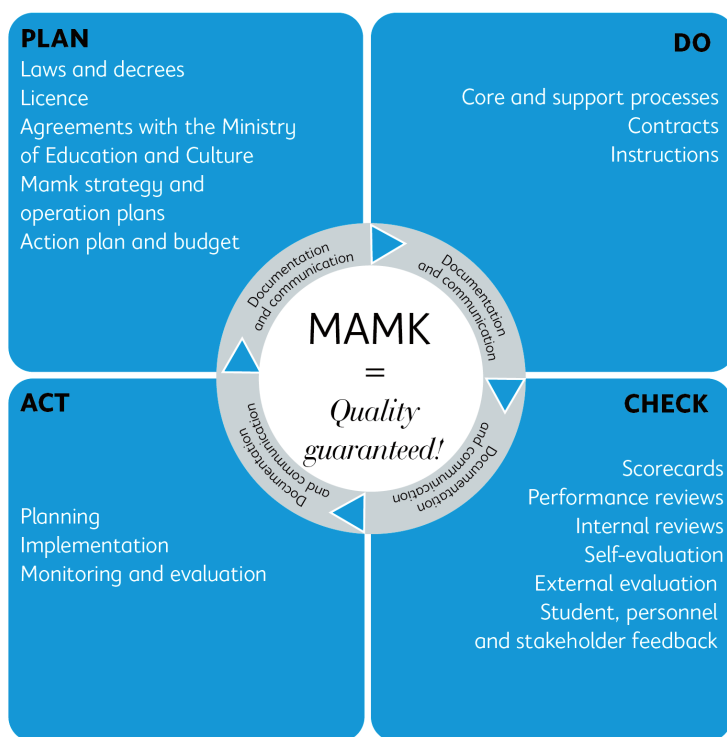 PLAN
Laws and decrees
Licence
Agreements with the Ministry
of Education and Culture
Mamk strategy and
operation plans
Action plan and budget
DO
Core and support processes
Contracts
Instructions
Documentation
and communication
Documentation
and communication
MAMK
=
Quality
guaranteed!
Documentation
and communication
Documentation
and communication
ACT
Planning
Implementation
Monitoring and evaluation
CHECK
Scorecards
Performance reviews
Internal reviews
Self-evaluation
External evaluation
Student, personnel
and stakeholder feedback